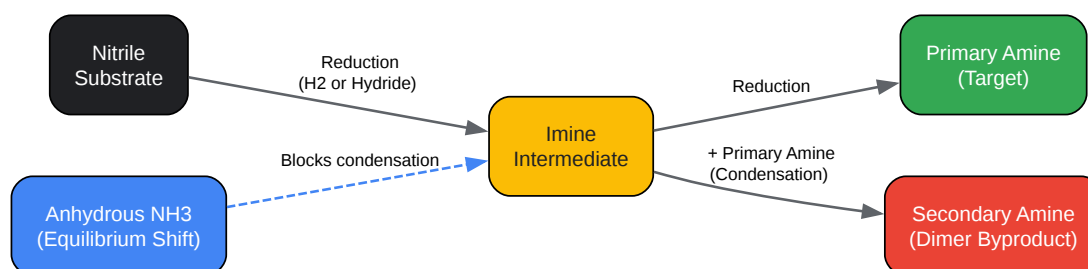 Nitrile
Substrate
Reduction
(H2 or Hydride)
Primary Amine
(Target)
Reduction
Imine
Intermediate
Blocks condensation
+ Primary Amine
(Condensation)
Anhydrous NH3
(Equilibrium Shift)
Secondary Amine
(Dimer Byproduct)